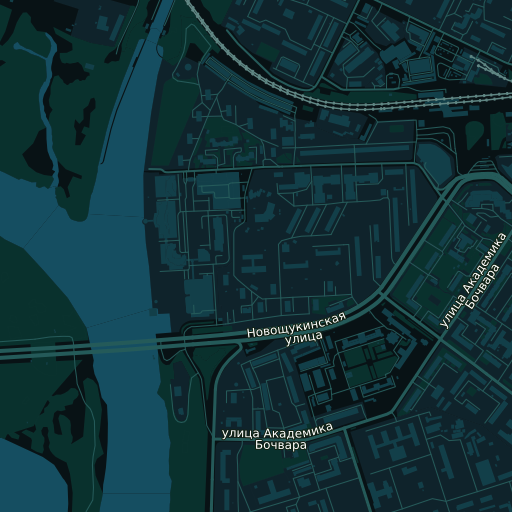 улица Академика
Бочвара
Новощукинская
улица
улица Академика
Бочвара